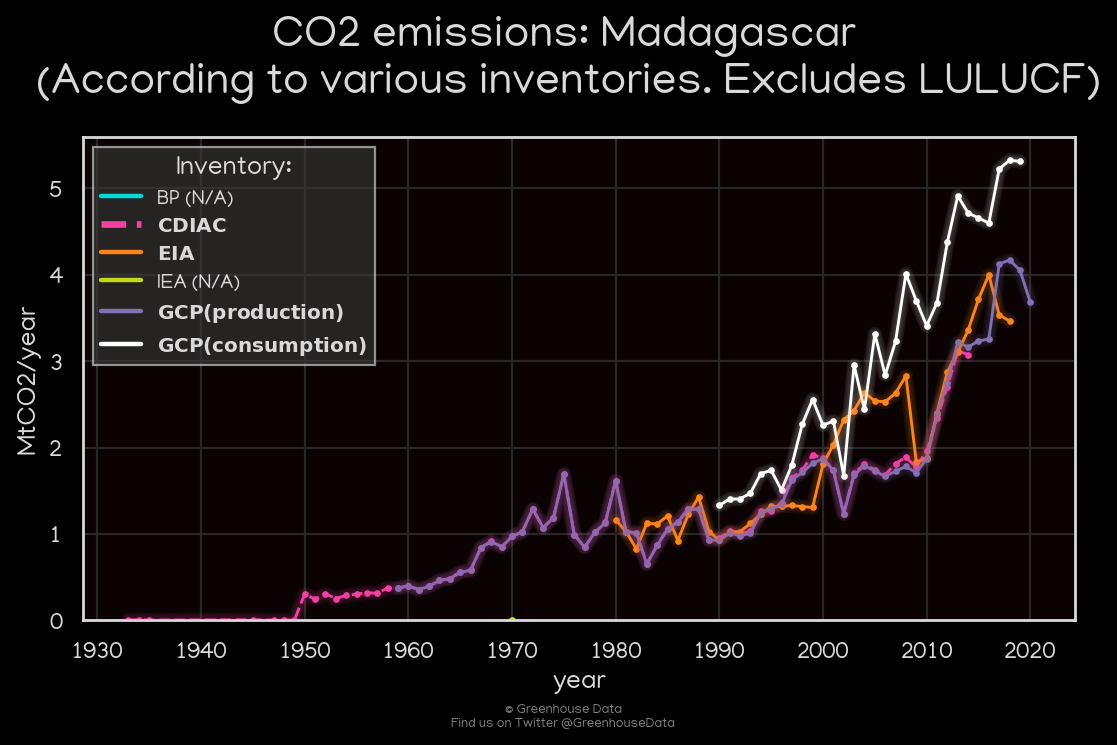 CO2 emissions: Madagascar
(According to various inventories. Excludes LULUCF)
Inventory:
BP (N/A)
CDIAC
EIA
IEA (N/A)
GCP(production)
GCP(consumption)
MtCO2/year
5
4
3
2
1
0
1930 1940 1950 1960 1970 1980 1990 2000 2010 2020
year
© Greenhouse Data
Find us on Twitter @GreenhouseData